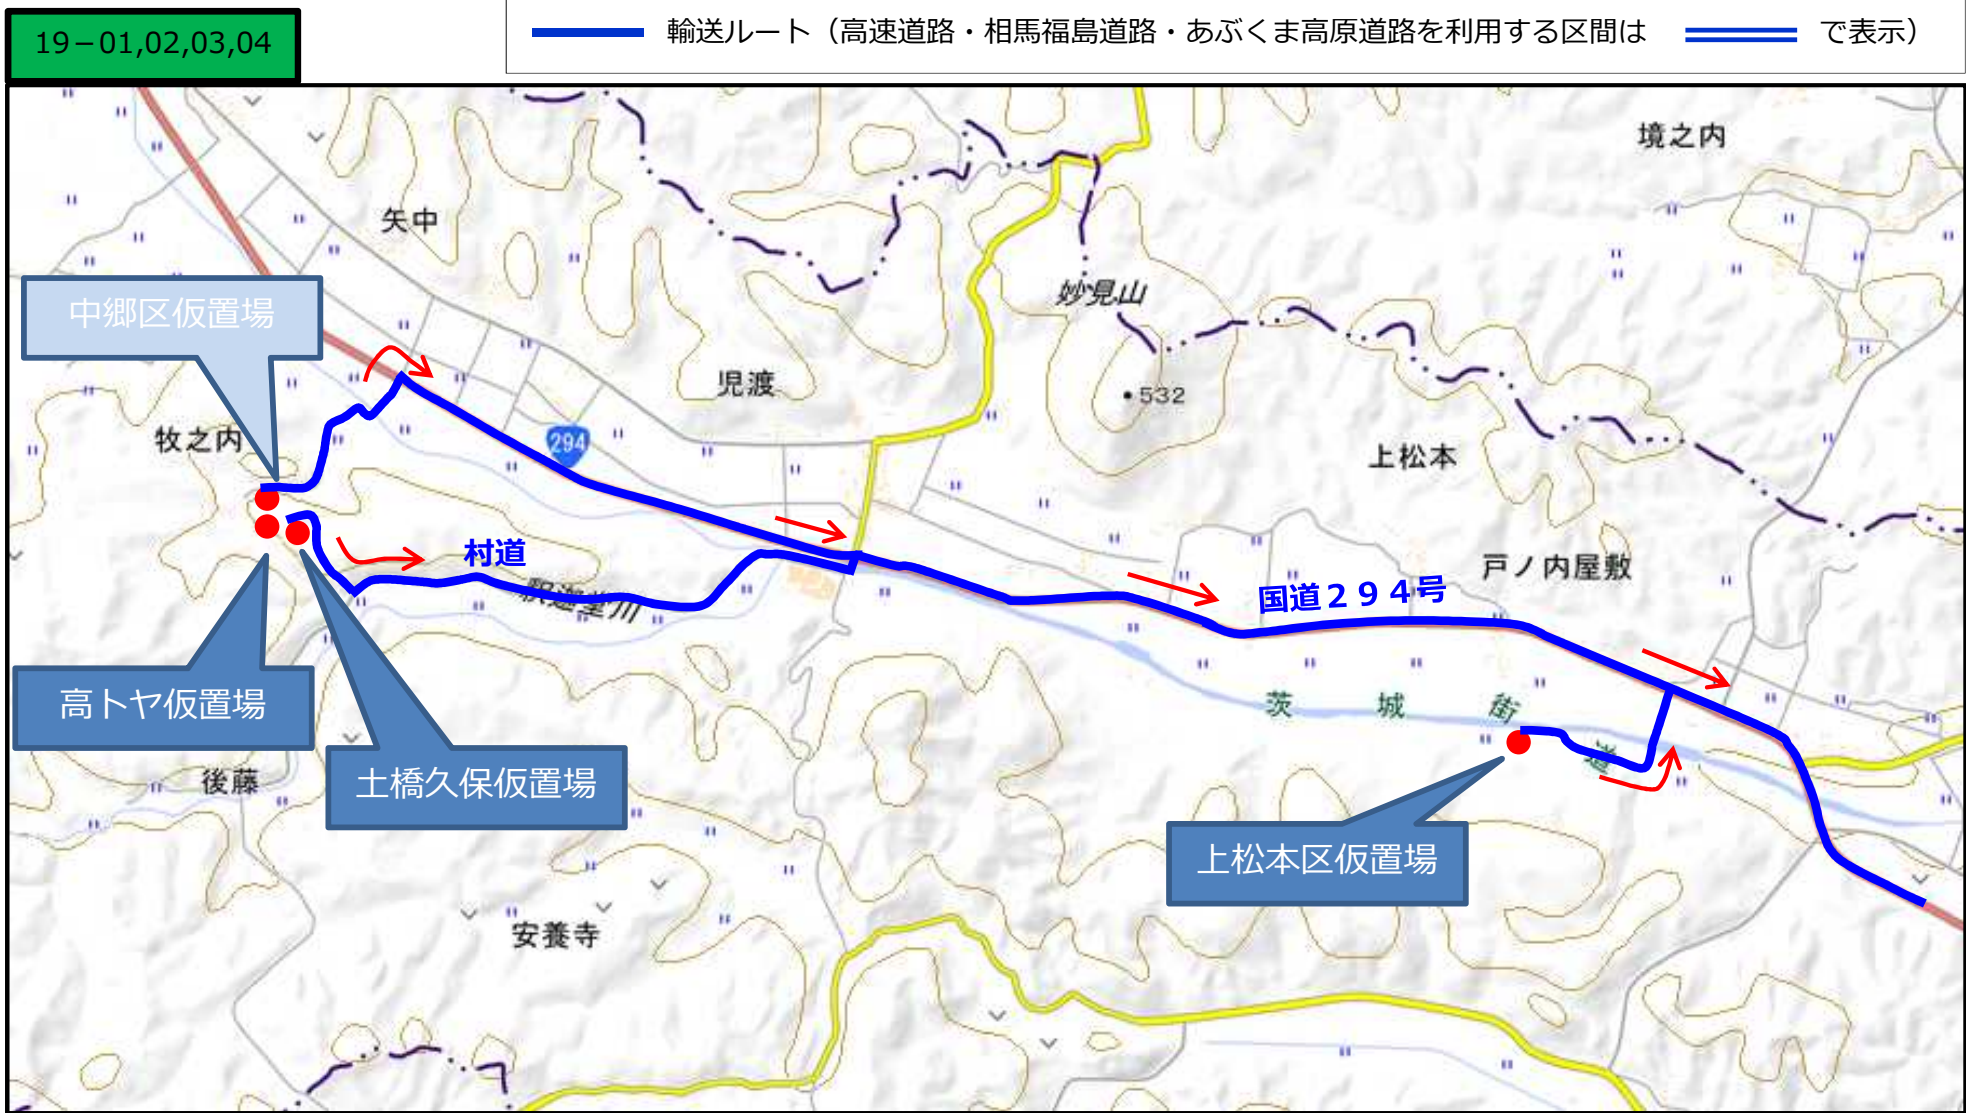 19－01,02,03,04
輸送ルート（高速道路・相馬福島道路・あぶくま高原道路を利用する区間は　で表示）
境之内
矢中
妙見山
中郷区仮置場
児渡
532
牧之内
294
上松本
村道
釈迦堂川
戸ノ内屋敷
国道２９４号
高トヤ仮置場
茨城街道
後藤
土橋久保仮置場
上松本区仮置場
安養寺